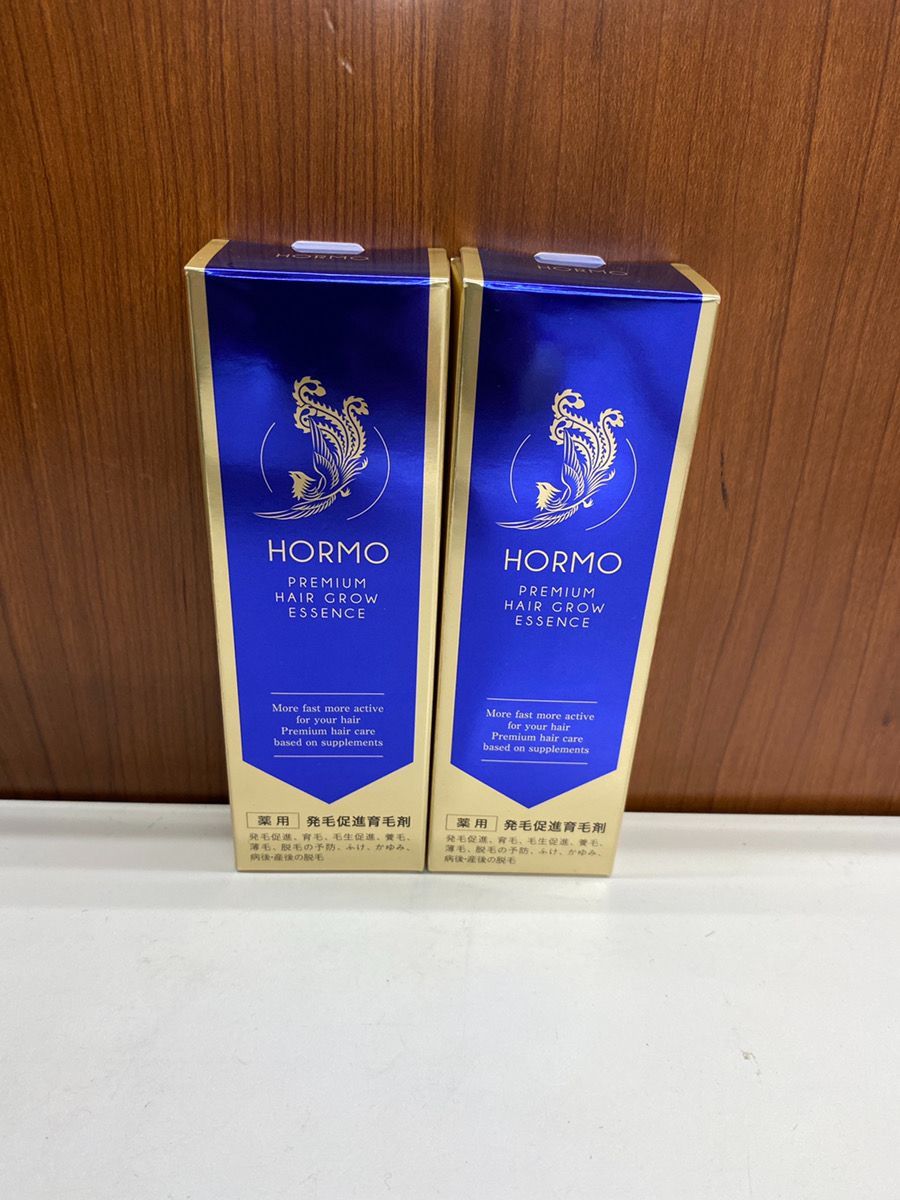 HORMO
HORMO
PREMIUM
HAIR GROW
ESSENCE
More fast more active
for your hair
Premium hair care
based on supplements
薬用 発毛促進育毛剤
発毛促進、育毛、毛生促進、養毛、
薄毛、脱毛の予防、ふけ、かゆみ、
病後・産後の脱毛
HORMO
HORMO
PREMIUM
HAIR GROW
ESSENCE
More fast more active
for your hair
Premium hair care
based on supplements
薬用 発毛促進育毛剤
発毛促進、育毛、毛生促進、養毛、
薄毛、脱毛の予防、ふけ、かゆみ、
病後・産後の脱毛